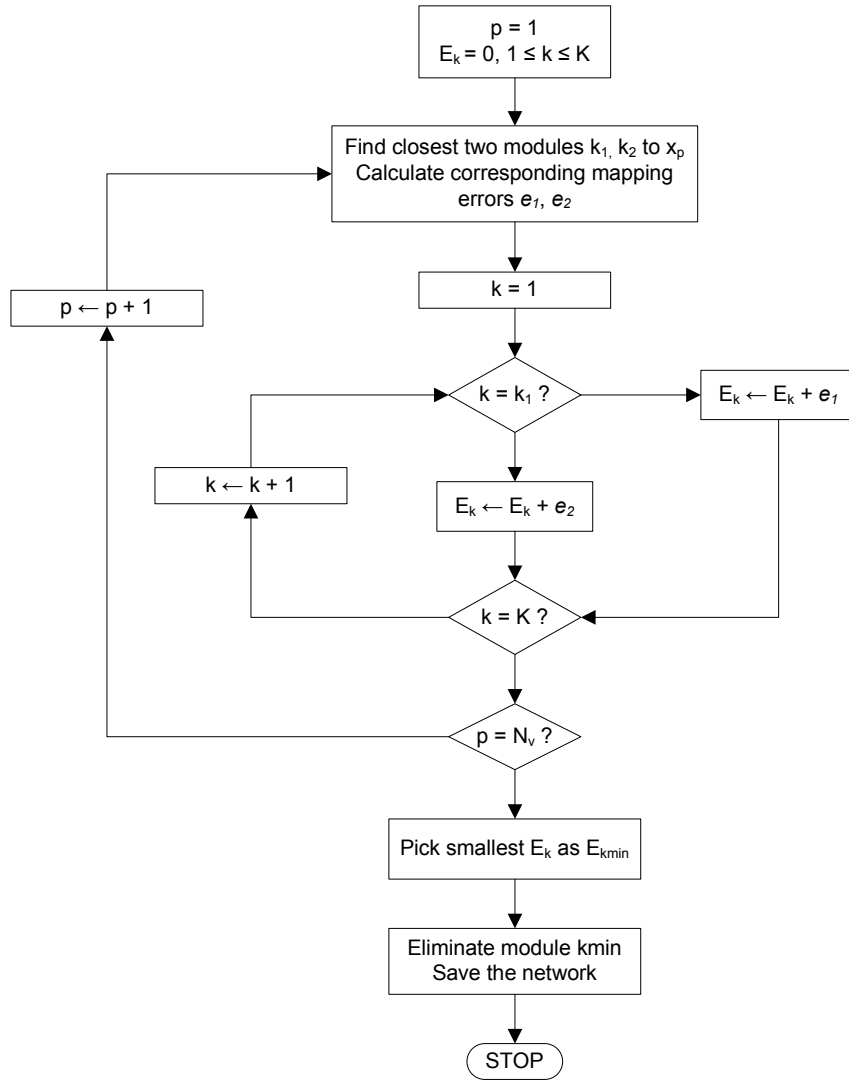 p = 1
Eₖ = 0, 1 ≤ k ≤ K
Find closest two modules k₁, k₂ to xₚ
Calculate corresponding mapping
errors e₁, e₂
k = 1
p ← p + 1
k = k₁ ?
Eₖ ← Eₖ + e₁
k ← k + 1
Eₖ ← Eₖ + e₂
k = K ?
p = Nᵥ ?
Pick smallest Eₖ as Eₖₘᵢₙ
Eliminate module kmin
Save the network
STOP